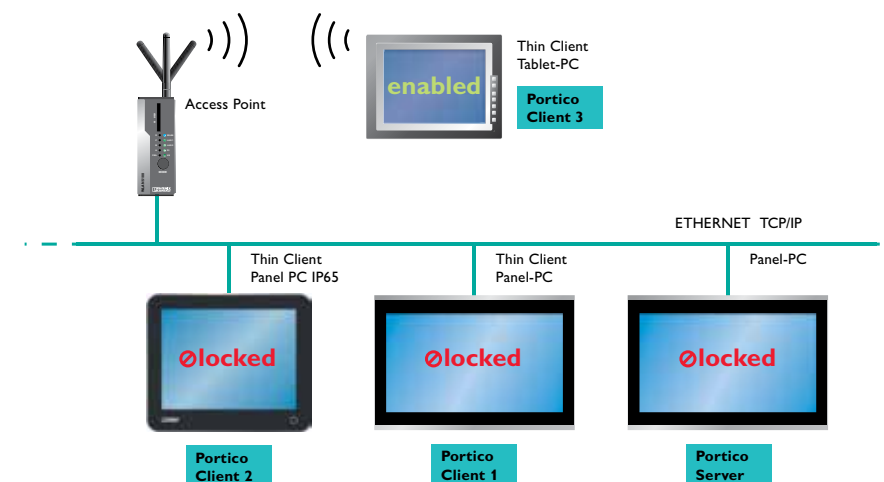 Thin Client
Tablet-PC
enabled
Portico
Client 3
Access Point
ETHERNET TCP/IP
Thin Client
Panel PC IP65
Thin Client
Panel-PC
Panel-PC
locked
locked
locked
Portico
Client 2
Portico
Client 1
Portico
Server